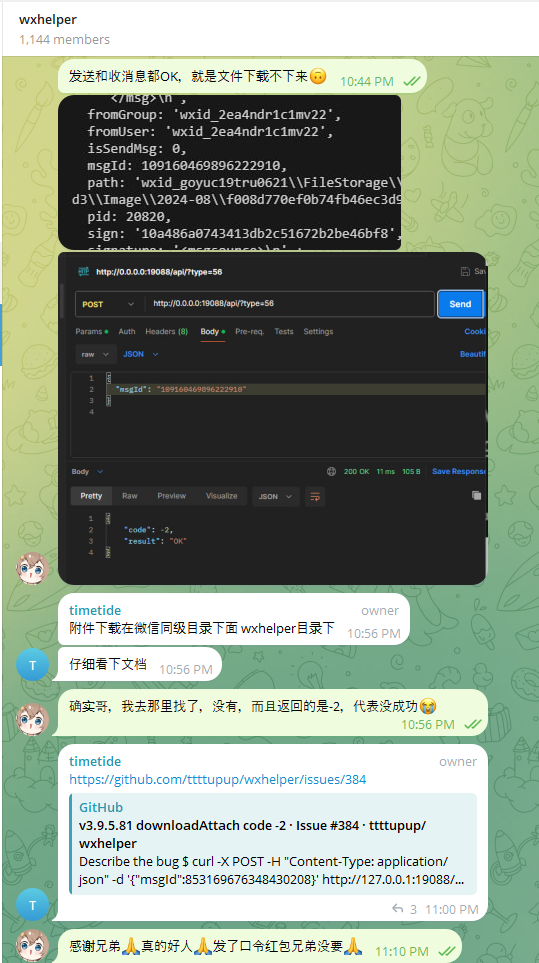 wxhelper
1,144 members
发送和收消息都OK，就是文件下载不下来🙃
10:44 PM
</msg>\n ,
fromGroup: 'wxid_2ea4ndr1c1mv22',
fromUser: 'wxid_2ea4ndr1c1mv22',
isSendMsg: 0,
msgId: 109160469896222910,
path: 'wxid_goyuc19tru0621\\FileStorage\\
d3\\Image\\2024-08\\f008d770ef0b74fb46ec3d9
pid: 20820,
sign: '10a486a0743413db2c51672b2be46bf8',
http://0.0.0.0:19088/api/?type=56
POST
http://0.0.0.0:19088/api/?type=56
Send
Params Auth Headers (8) Body Pre-req. Tests Settings
raw JSON
1 {
2 "msgId": "109160469896222910"
3 }
4
Body 200 OK 11 ms 105 B Save Response
Pretty Raw Preview Visualize JSON
1 {
2 "code": -2,
3 "result": "OK"
4 }
timetide owner
附件下载在微信同级目录下面 wxhelper目录下
10:56 PM
T
仔细看下文档
10:56 PM
确实哥，我去那里找了，没有，而且返回的是-2，代表没成功😭
10:56 PM
timetide owner
https://github.com/ttttupup/wxhelper/issues/384
GitHub
v3.9.5.81 downloadAttach code -2 · Issue #384 · ttttupup/
wxhelper
Describe the bug $ curl -X POST -H "Content-Type: application/
json" -d '{"msgId":853169676348430208}' http://127.0.0.1:19088/...
T
3 11:00 PM
感谢兄弟🙏真的好人🙏发了口令红包兄弟没要🙏
11:10 PM